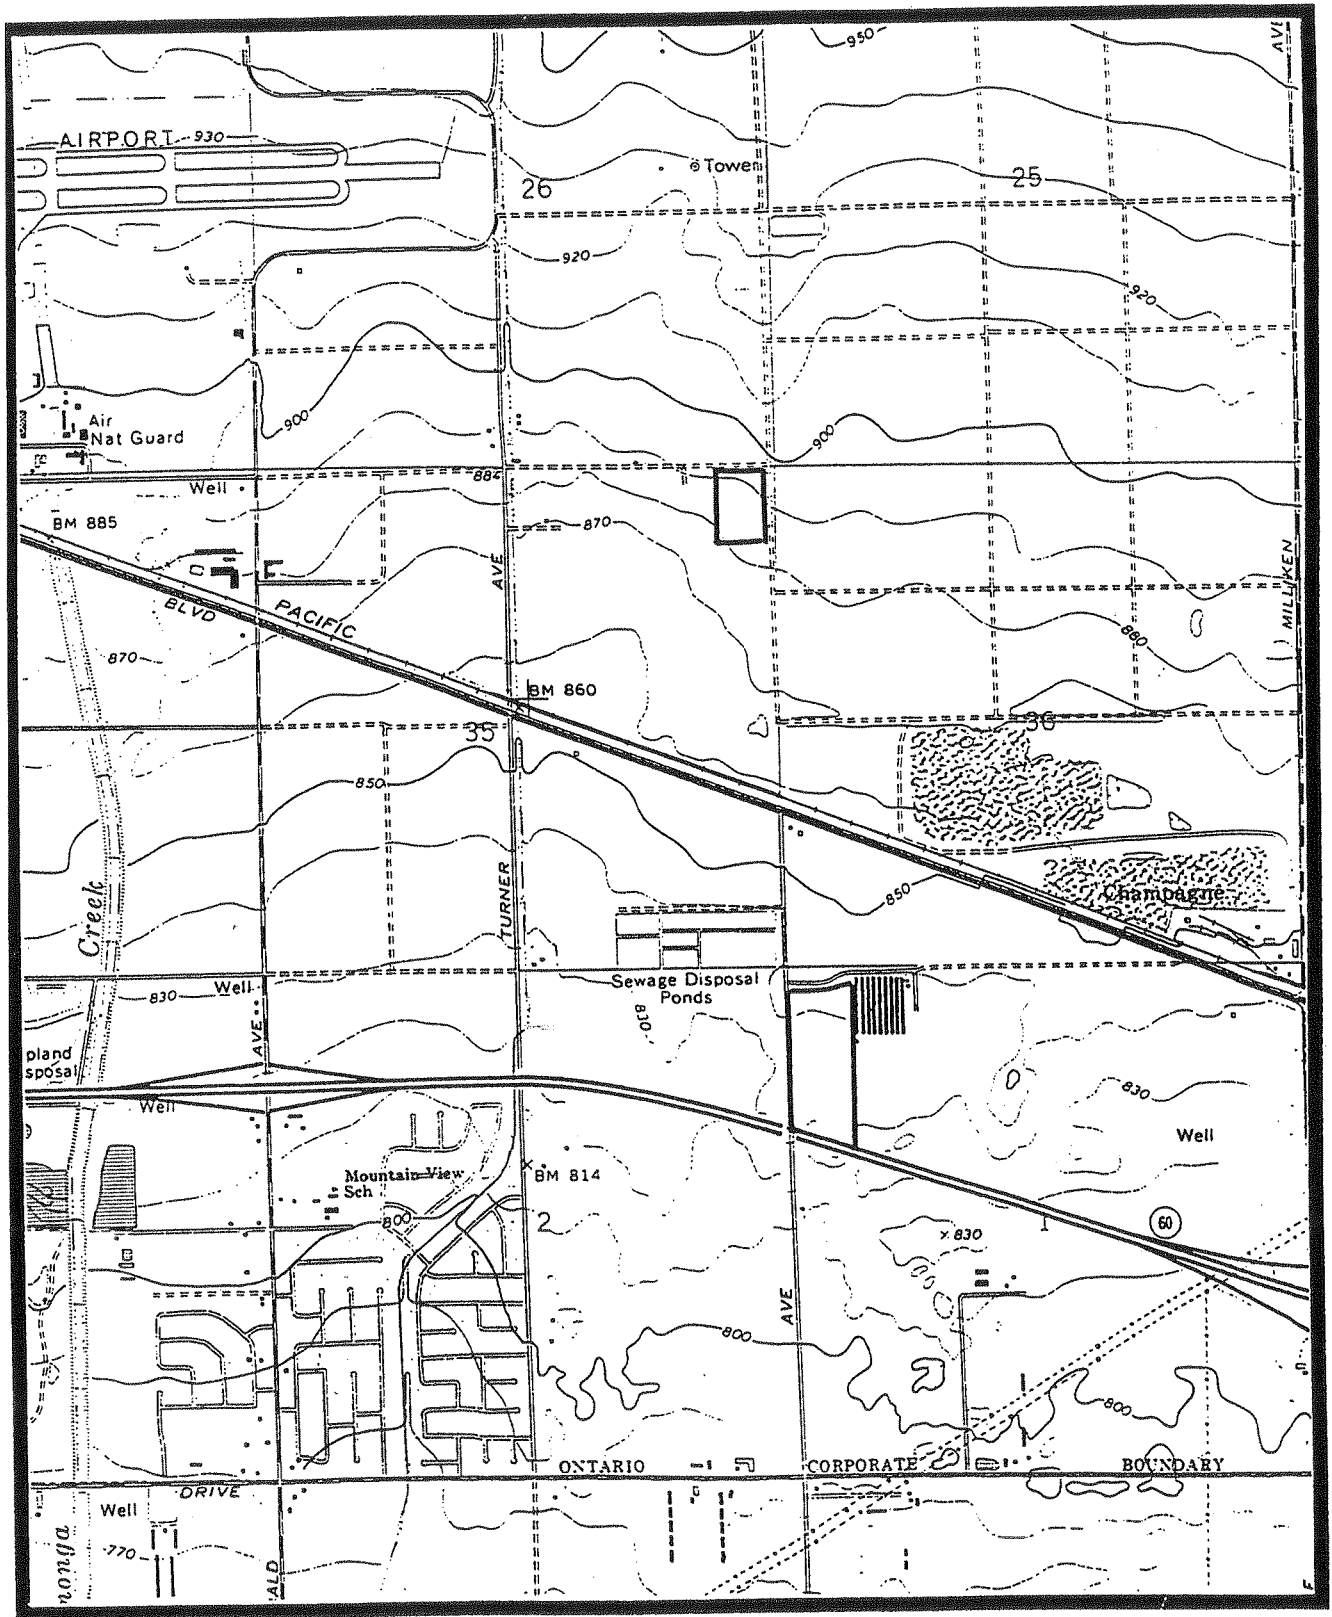 950
AVE
AIRPORT
930
Tower
26
25
920
920
900
900
Air
Nat Guard
884
Well
BM 885
870
AVE
MILLIKEN
BLVD
PACIFIC
880
870
BM 860
35
36
850
TURNER
Creek
850
Champagne
Well
830
Sewage Disposal
Ponds
830
AVE
pland
sposal
830
Well
Well
Mountain View
Sch
BM 814
800
2
1
60
830
AVE
800
800
ONTARIO
CORPORATE
BOUNDARY
DRIVE
Well
770
monga
ALD